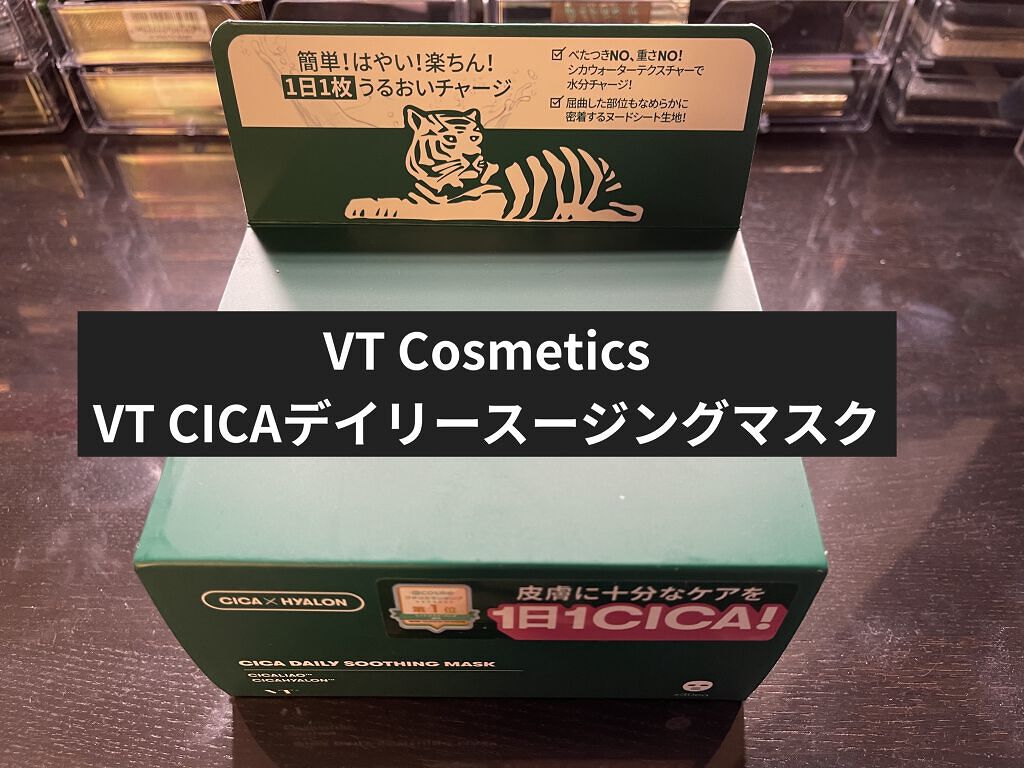 簡単!はやい!楽ちん!
1日1枚うるおいチャージ
べたつきNO、重さNO!
シカウォーターテクスチャーで
水分チャージ!
屈曲した部位もなめらかに
密着するヌードシート生地!
VT Cosmetics
VT CICAデイリースージングマスク
CICA×HYALON
第1位
皮膚に十分なケアを
1日1CICA!
CICA DAILY SOOTHING MASK
CICALIAO™
CICAHYALON™
VT